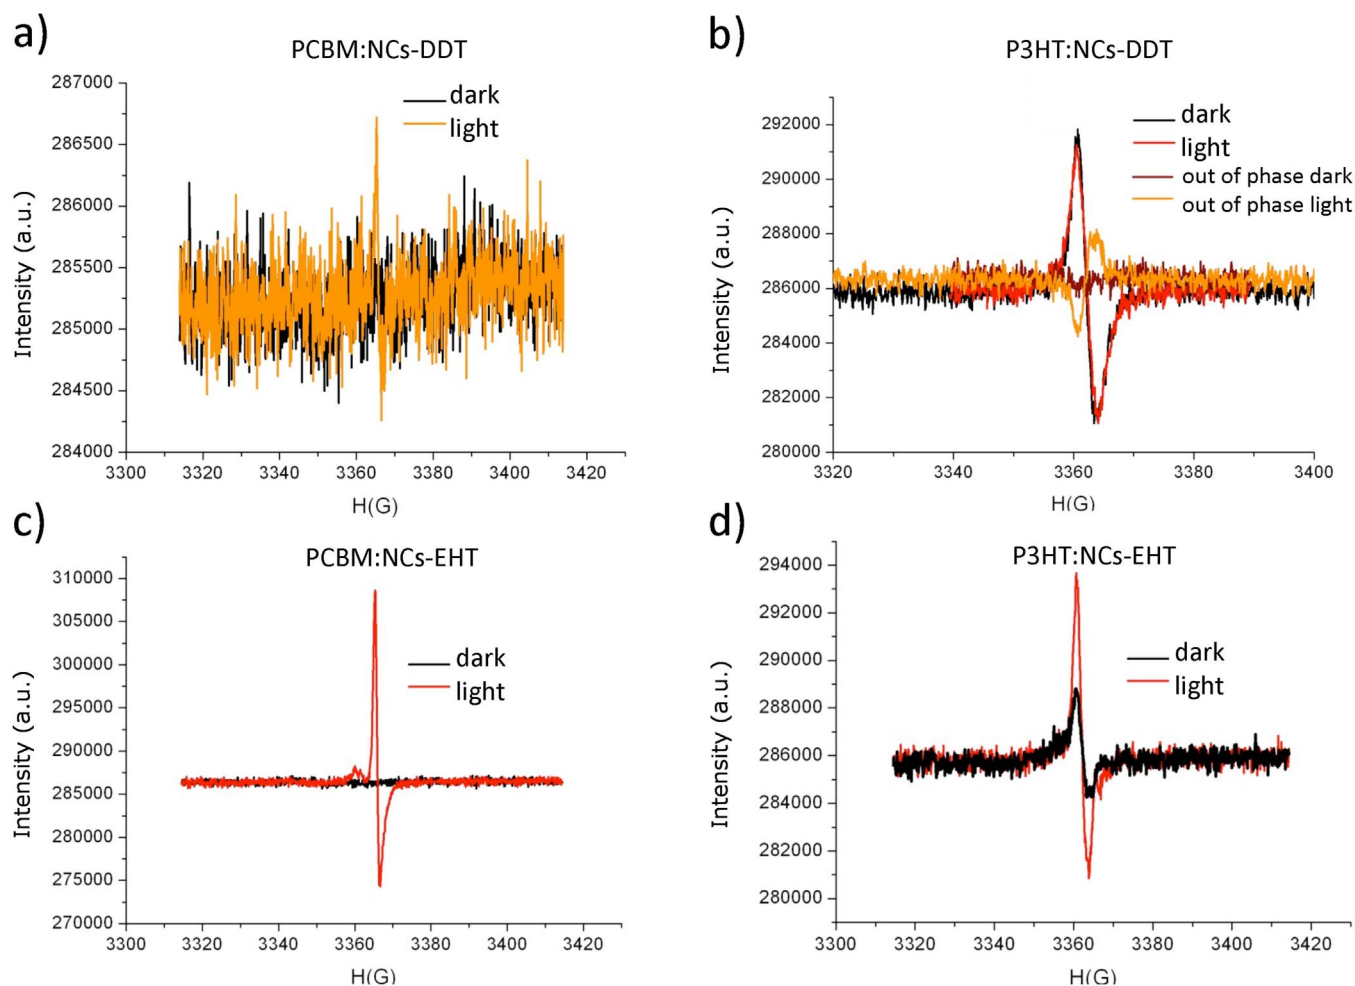 a)
PCBM:NCs-DDT
287000
286500
286000
285500
285000
284500
284000
Intensity (a.u.)
dark
light
3300 3320 3340 3360 3380 3400 3420
H(G)
b)
P3HT:NCs-DDT
292000
290000
288000
286000
284000
282000
280000
Intensity (a.u.)
dark
light
out of phase dark
out of phase light
3320 3340 3360 3380 3400
H(G)
c)
PCBM:NCs-EHT
310000
305000
300000
295000
290000
285000
280000
275000
270000
Intensity (a.u.)
dark
light
3300 3320 3340 3360 3380 3400 3420
H(G)
d)
P3HT:NCs-EHT
294000
292000
290000
288000
286000
284000
282000
280000
Intensity (a.u.)
dark
light
3300 3320 3340 3360 3380 3400 3420
H(G)